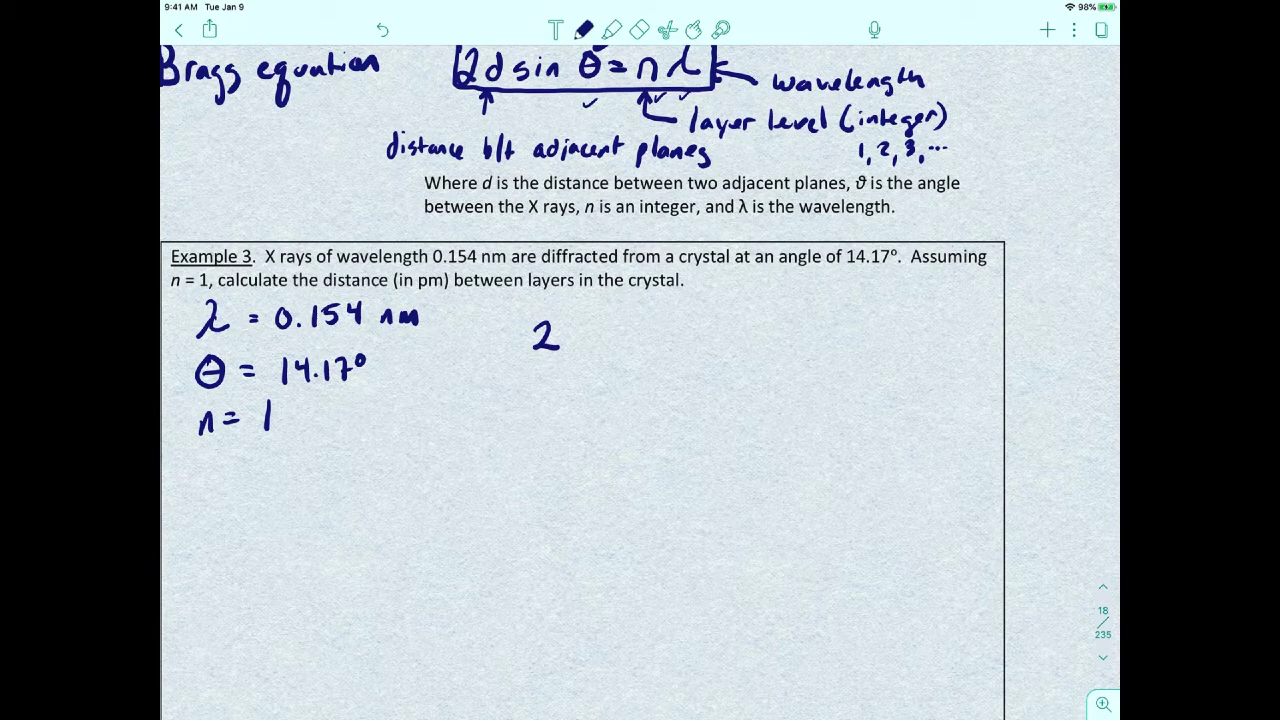 9:41 AM Tue Jan 9
98%
Bragg equation
2d sin θ = n λ
wavelength
layer level (integer)
1, 2, 3, ...
distance b/t adjacent planes
Where d is the distance between two adjacent planes, ϑ is the angle
between the X rays, n is an integer, and λ is the wavelength.
Example 3. X rays of wavelength 0.154 nm are diffracted from a crystal at an angle of 14.17°. Assuming
n = 1, calculate the distance (in pm) between layers in the crystal.
λ = 0.154 nm
2
θ = 14.17°
n = 1
18
/
235